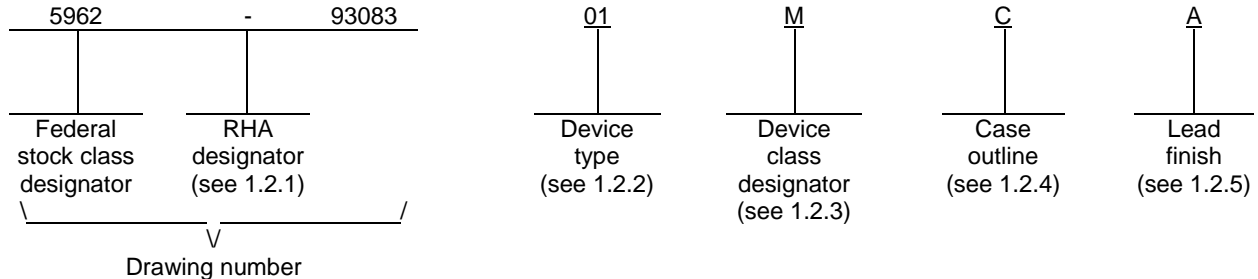 5962 - 93083 01 M C A
Federal stock class designator
RHA designator (see 1.2.1)
Device type (see 1.2.2)
Device class designator (see 1.2.3)
Case outline (see 1.2.4)
Lead finish (see 1.2.5)
\ /
\/
Drawing number